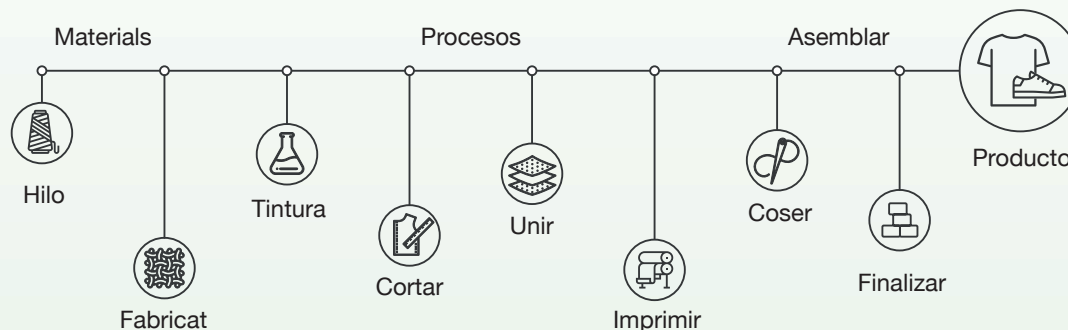 Materials
Procesos
Asemblar
Hilo
Fabricat
Tintura
Cortar
Unir
Imprimir
Coser
Finalizar
Producto